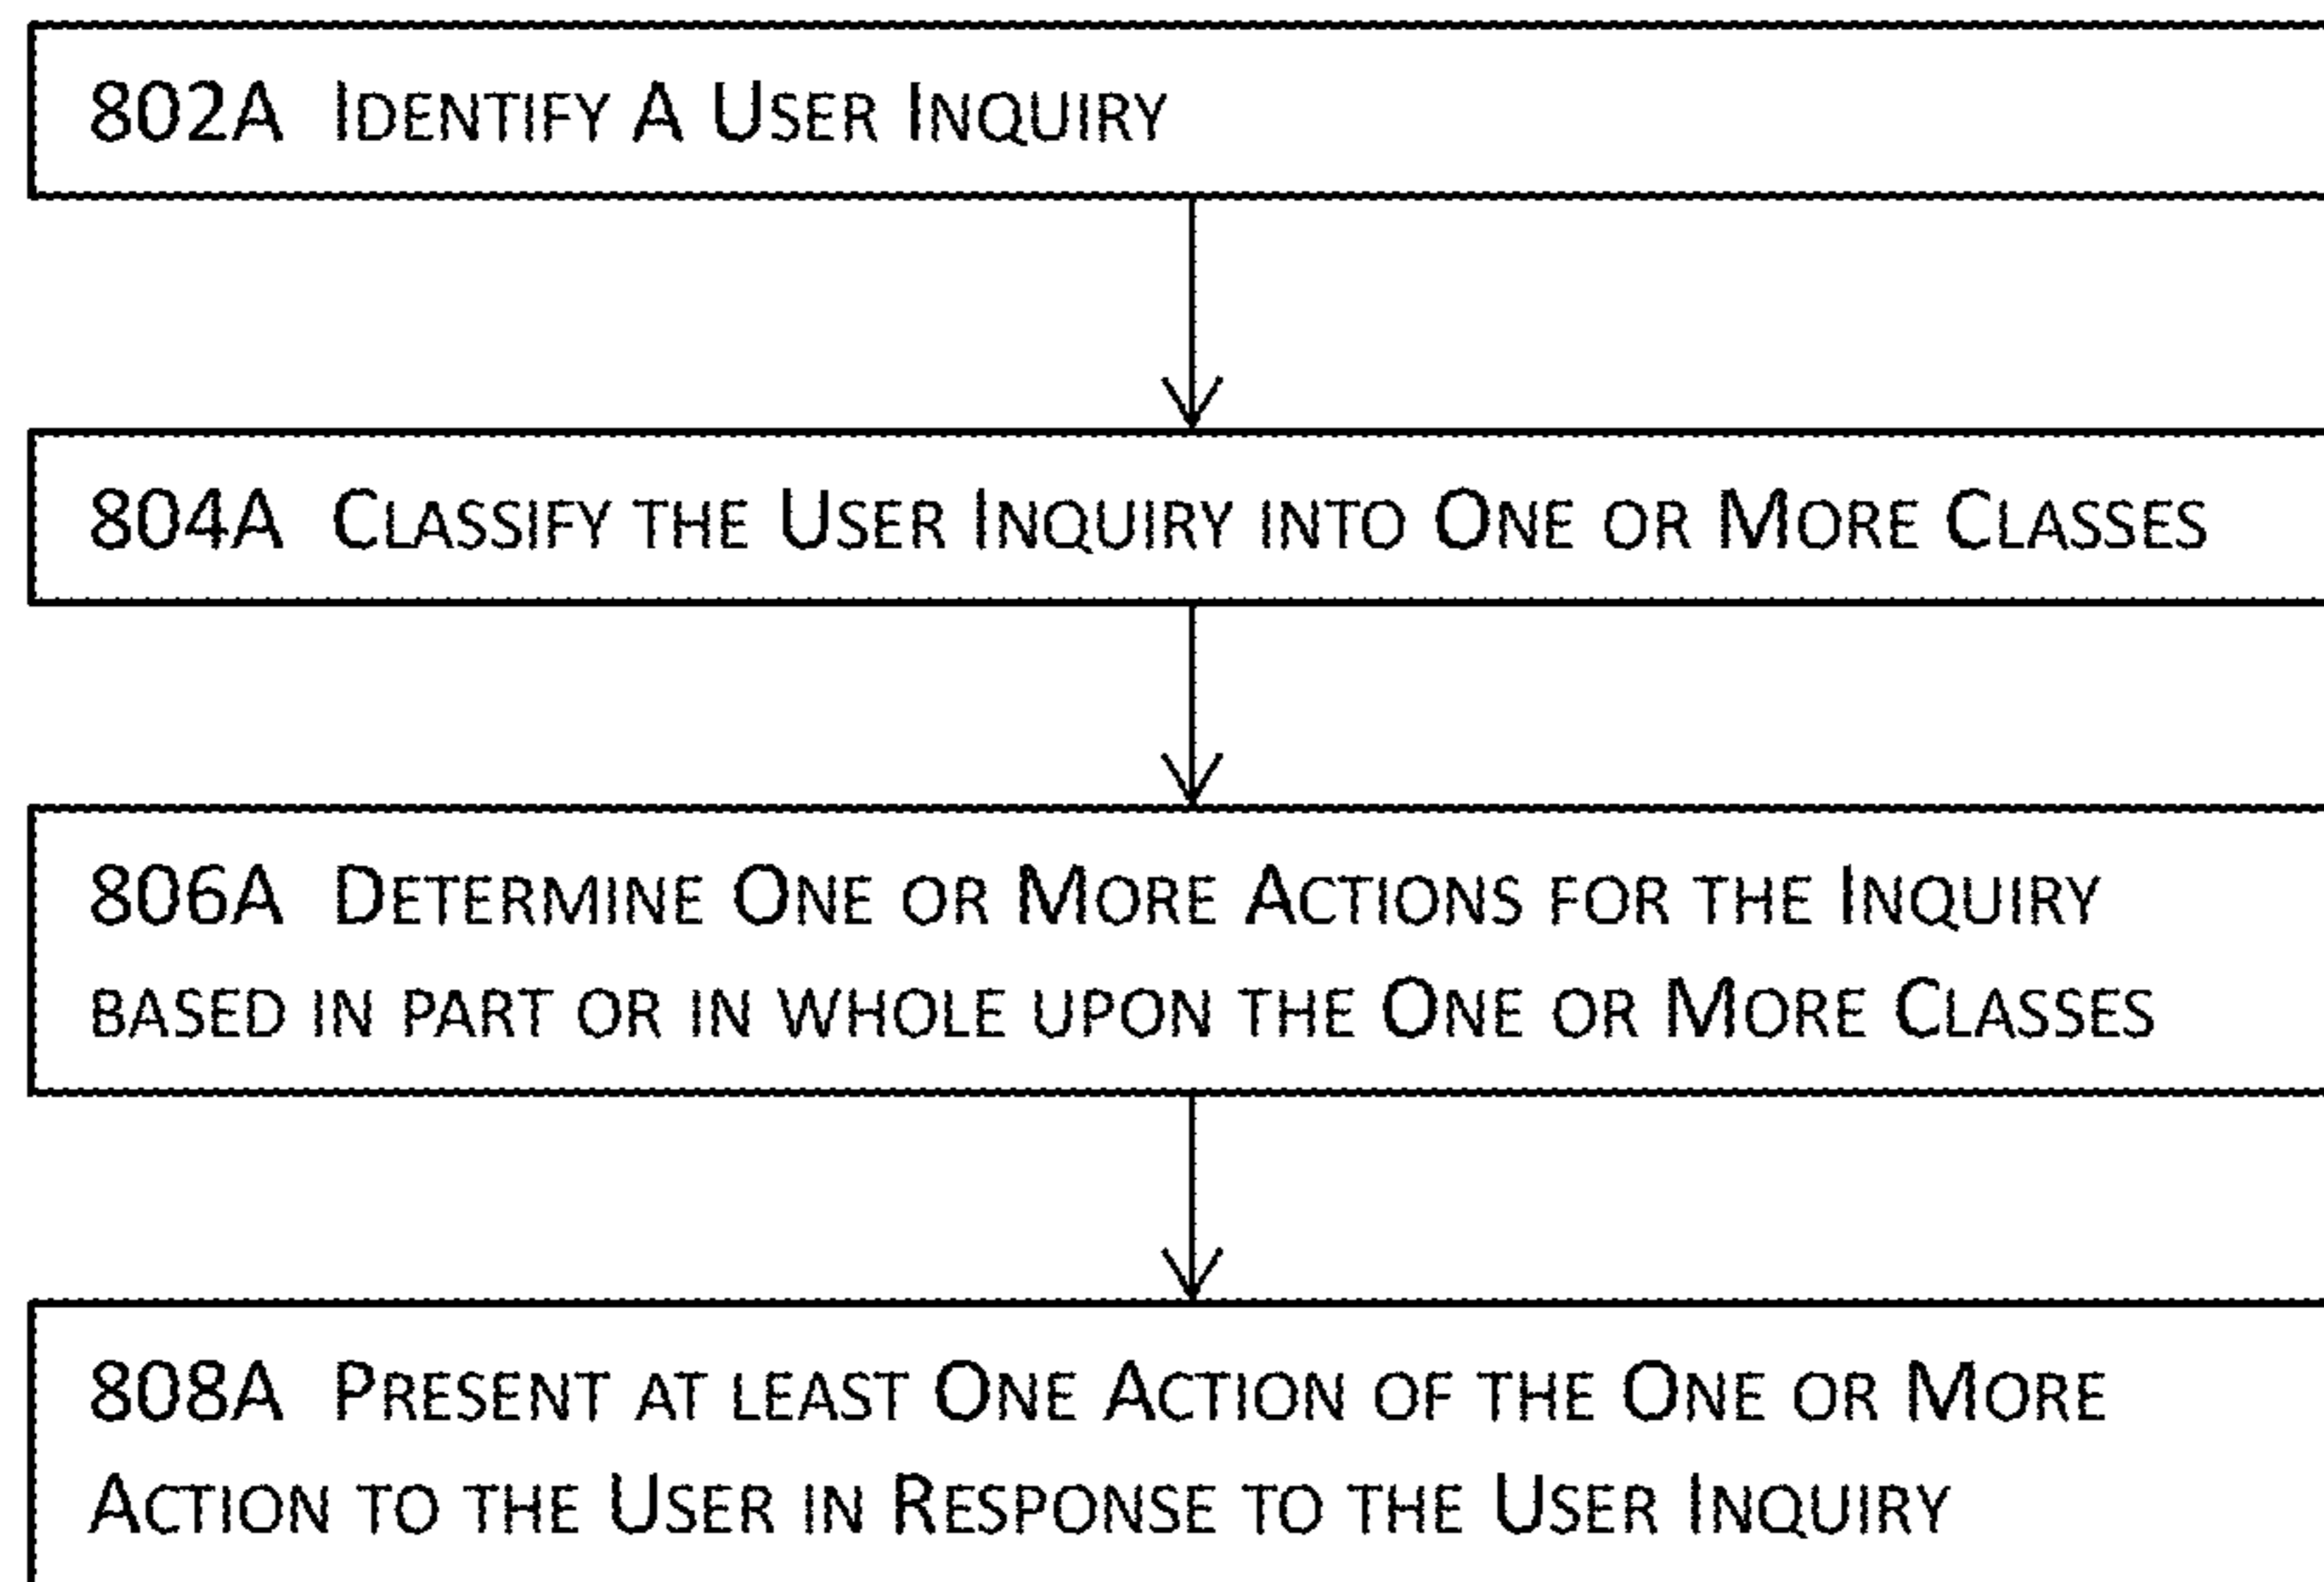 802A Identify A User Inquiry
804A Classify the User Inquiry into One or More Classes
806A Determine One or More Actions for the Inquiry
based in part or in whole upon the One or More Classes
808A Present at least One Action of the One or More
Action to the User in Response to the User Inquiry